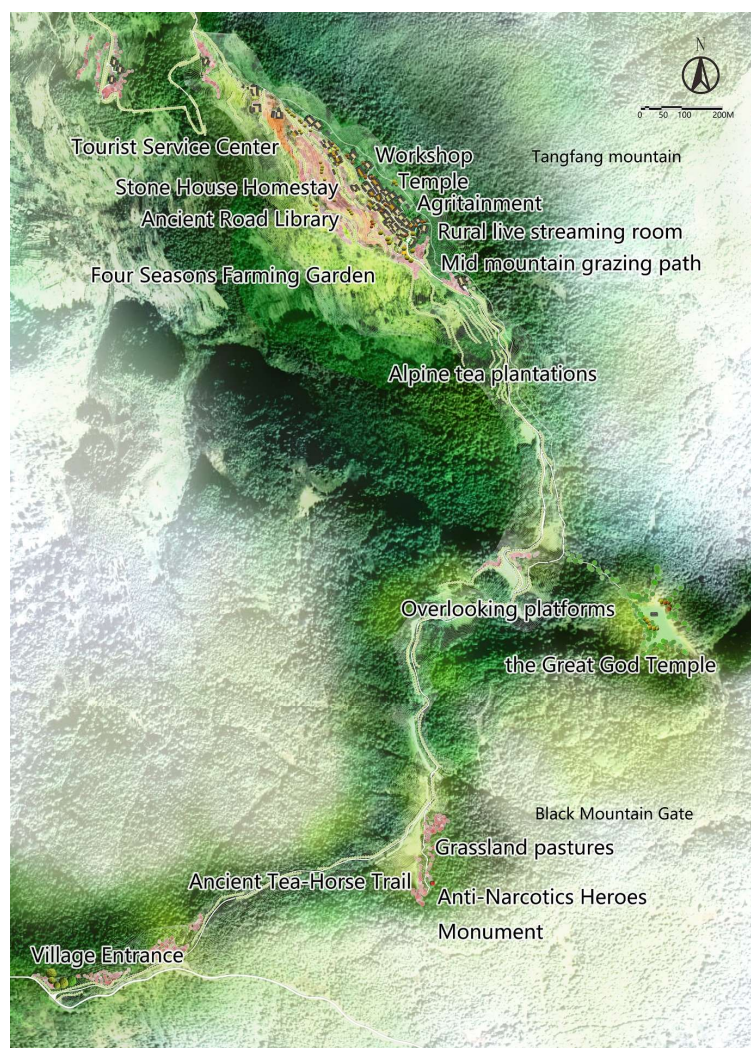 N
0 50 100 200M
Tourist Service Center
Workshop
Tangfang mountain
Temple
Stone House Homestay
Agritainment
Ancient Road Library
Rural live streaming room
Mid mountain grazing path
Four Seasons Farming Garden
Alpine tea plantations
Overlooking platforms
the Great God Temple
Black Mountain Gate
Grassland pastures
Ancient Tea-Horse Trail
Anti-Narcotics Heroes
Monument
Village Entrance